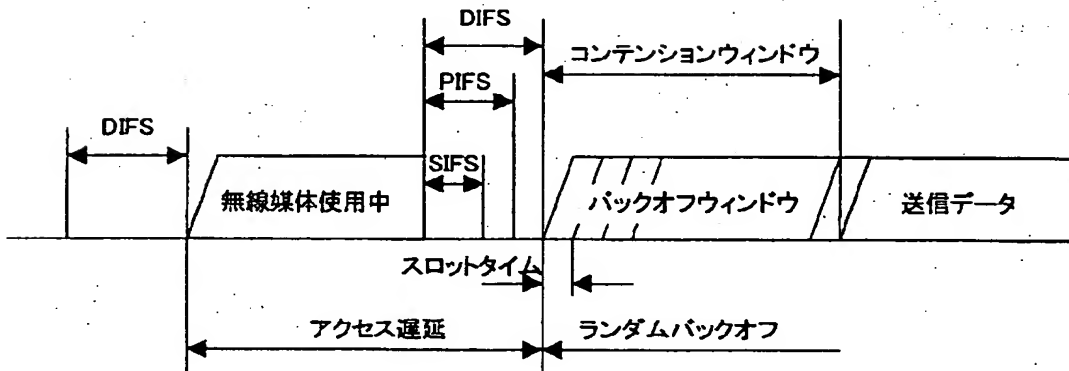 DIFS
コンテンションウィンドウ
PIFS
DIFS
SIFS
無線媒体使用中
バックオフウィンドウ
送信データ
スロットタイム
アクセス遅延
ランダムバックオフ